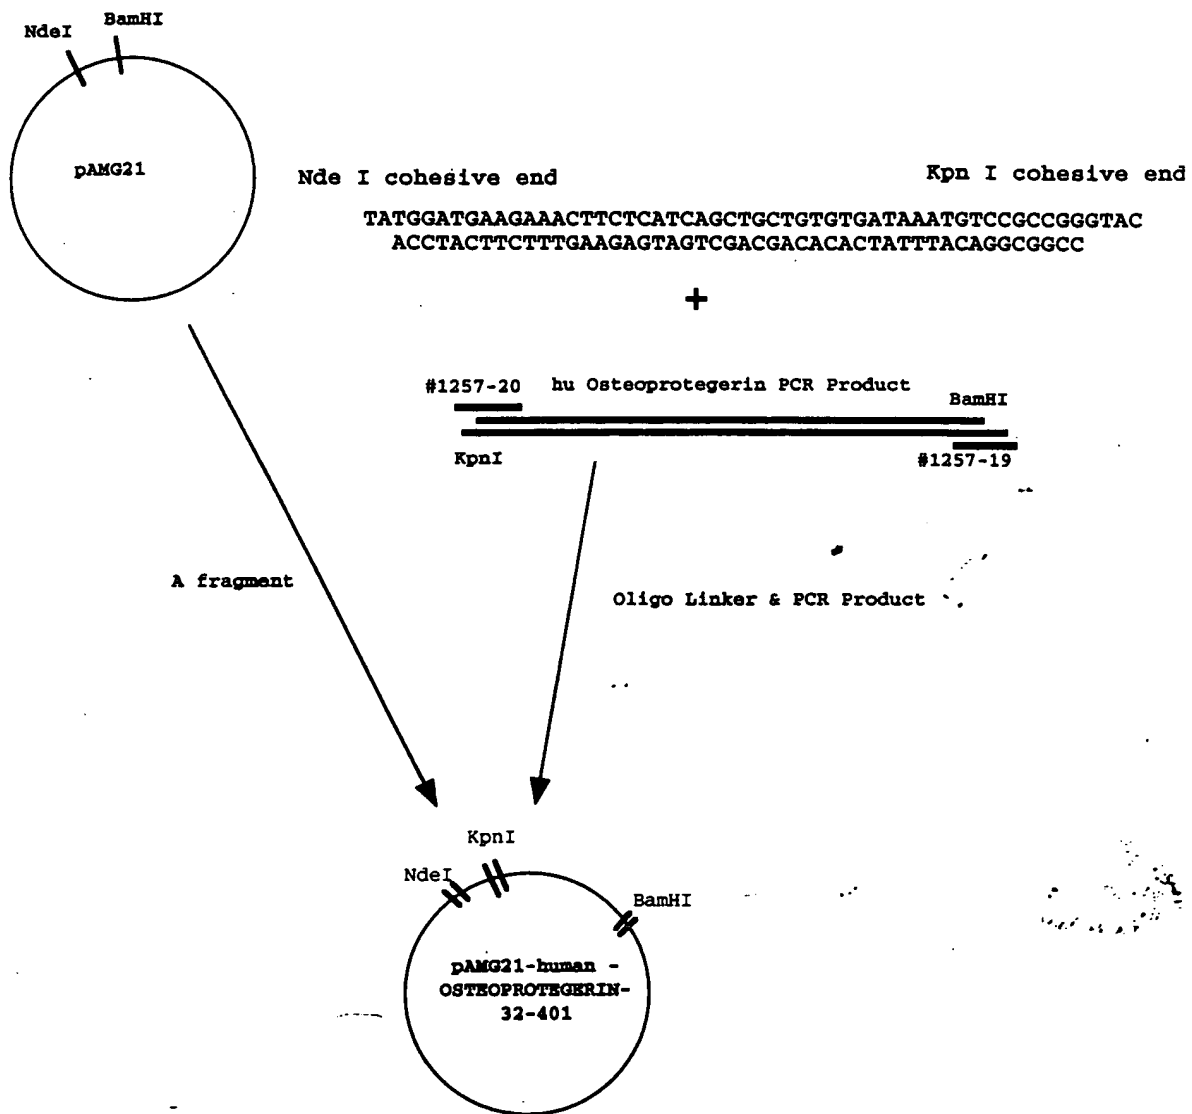 NdeI
BamHI
pAMG21
Nde I cohesive end
Kpn I cohesive end
TATGGATGAAGAAACTTCTCATCAGCTGCTGTGTGATAAATGTCCGCCGGGTAC
ACCTACTTCTTTGAAGAGTAGTCGACGACACACTATTTACAGGCGGCC
+
#1257-20
hu Osteoprotegerin PCR Product
BamHI
KpnI
#1257-19
A fragment
Oligo Linker & PCR Product
KpnI
NdeI
BamHI
pAMG21-human -
OSTEOPROTEGERIN-
32-401